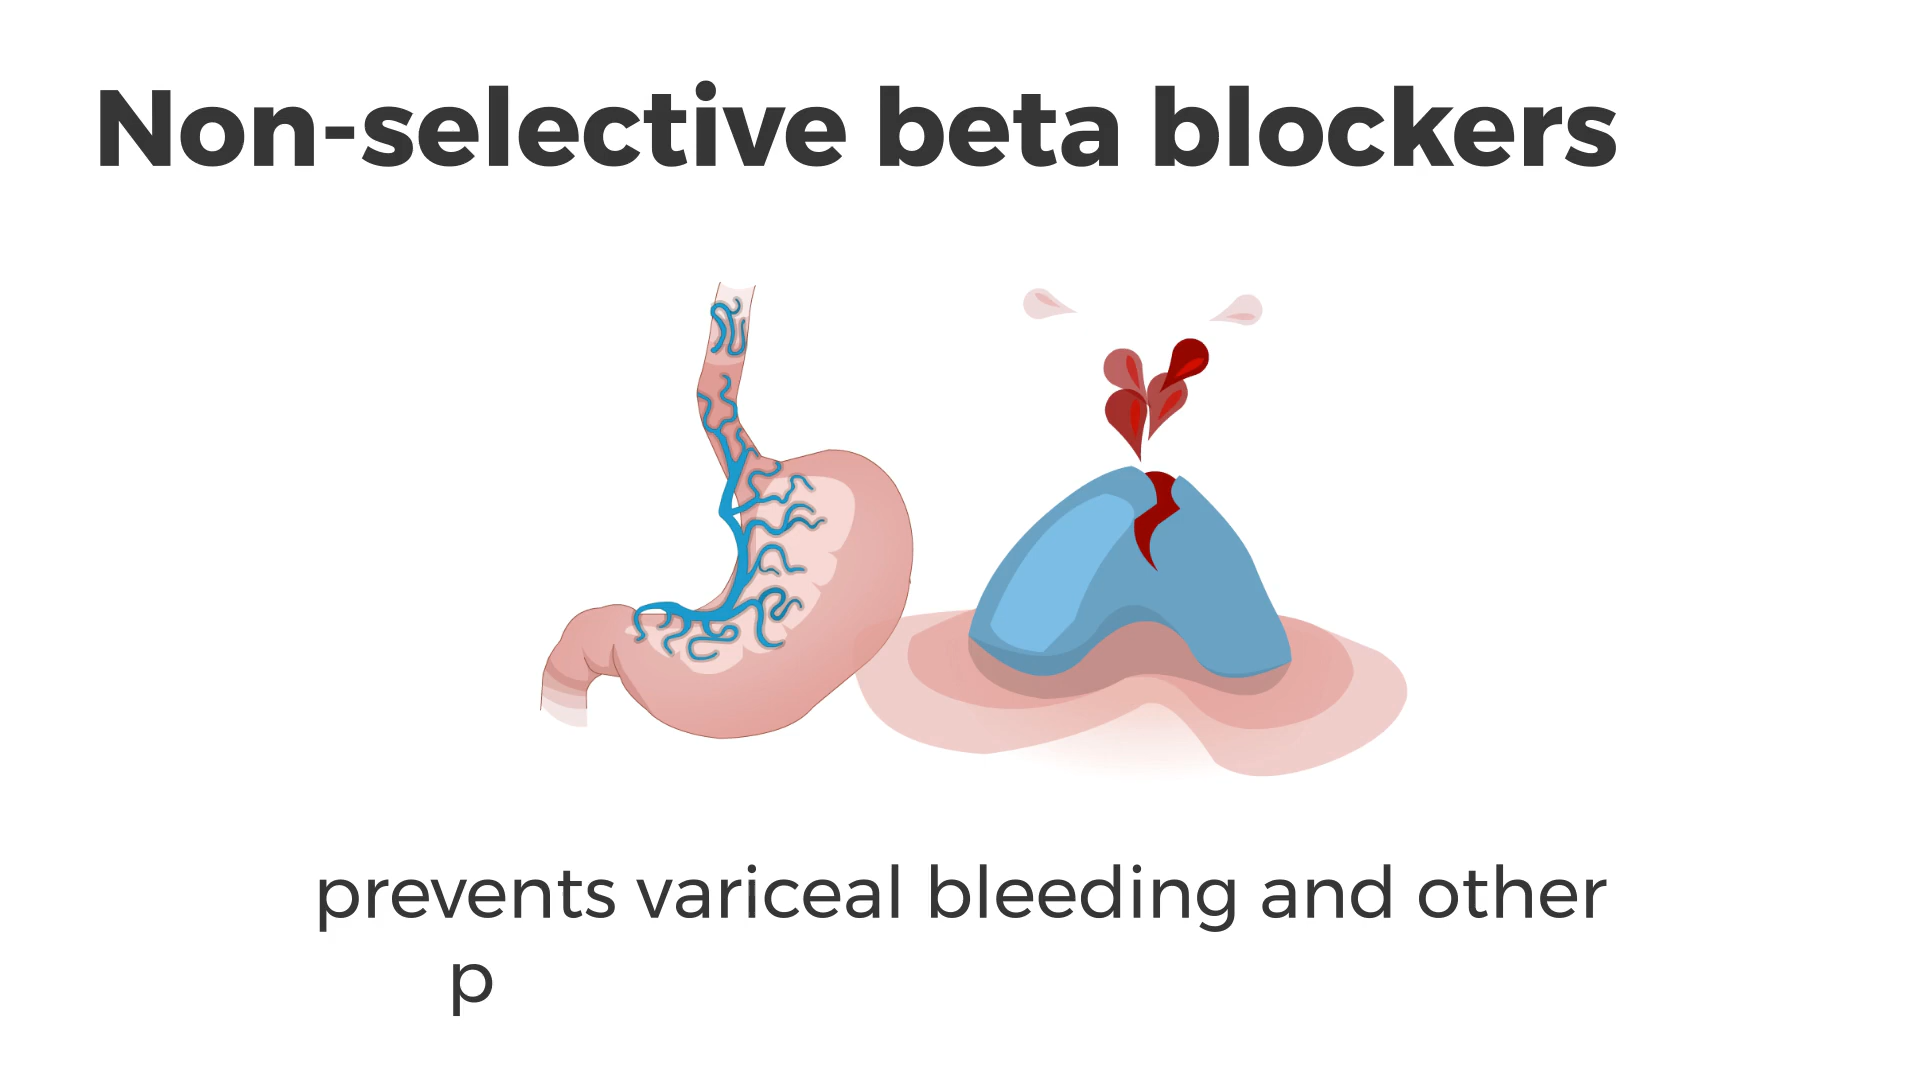 Non-selective beta blockers
prevents variceal bleeding and other
p